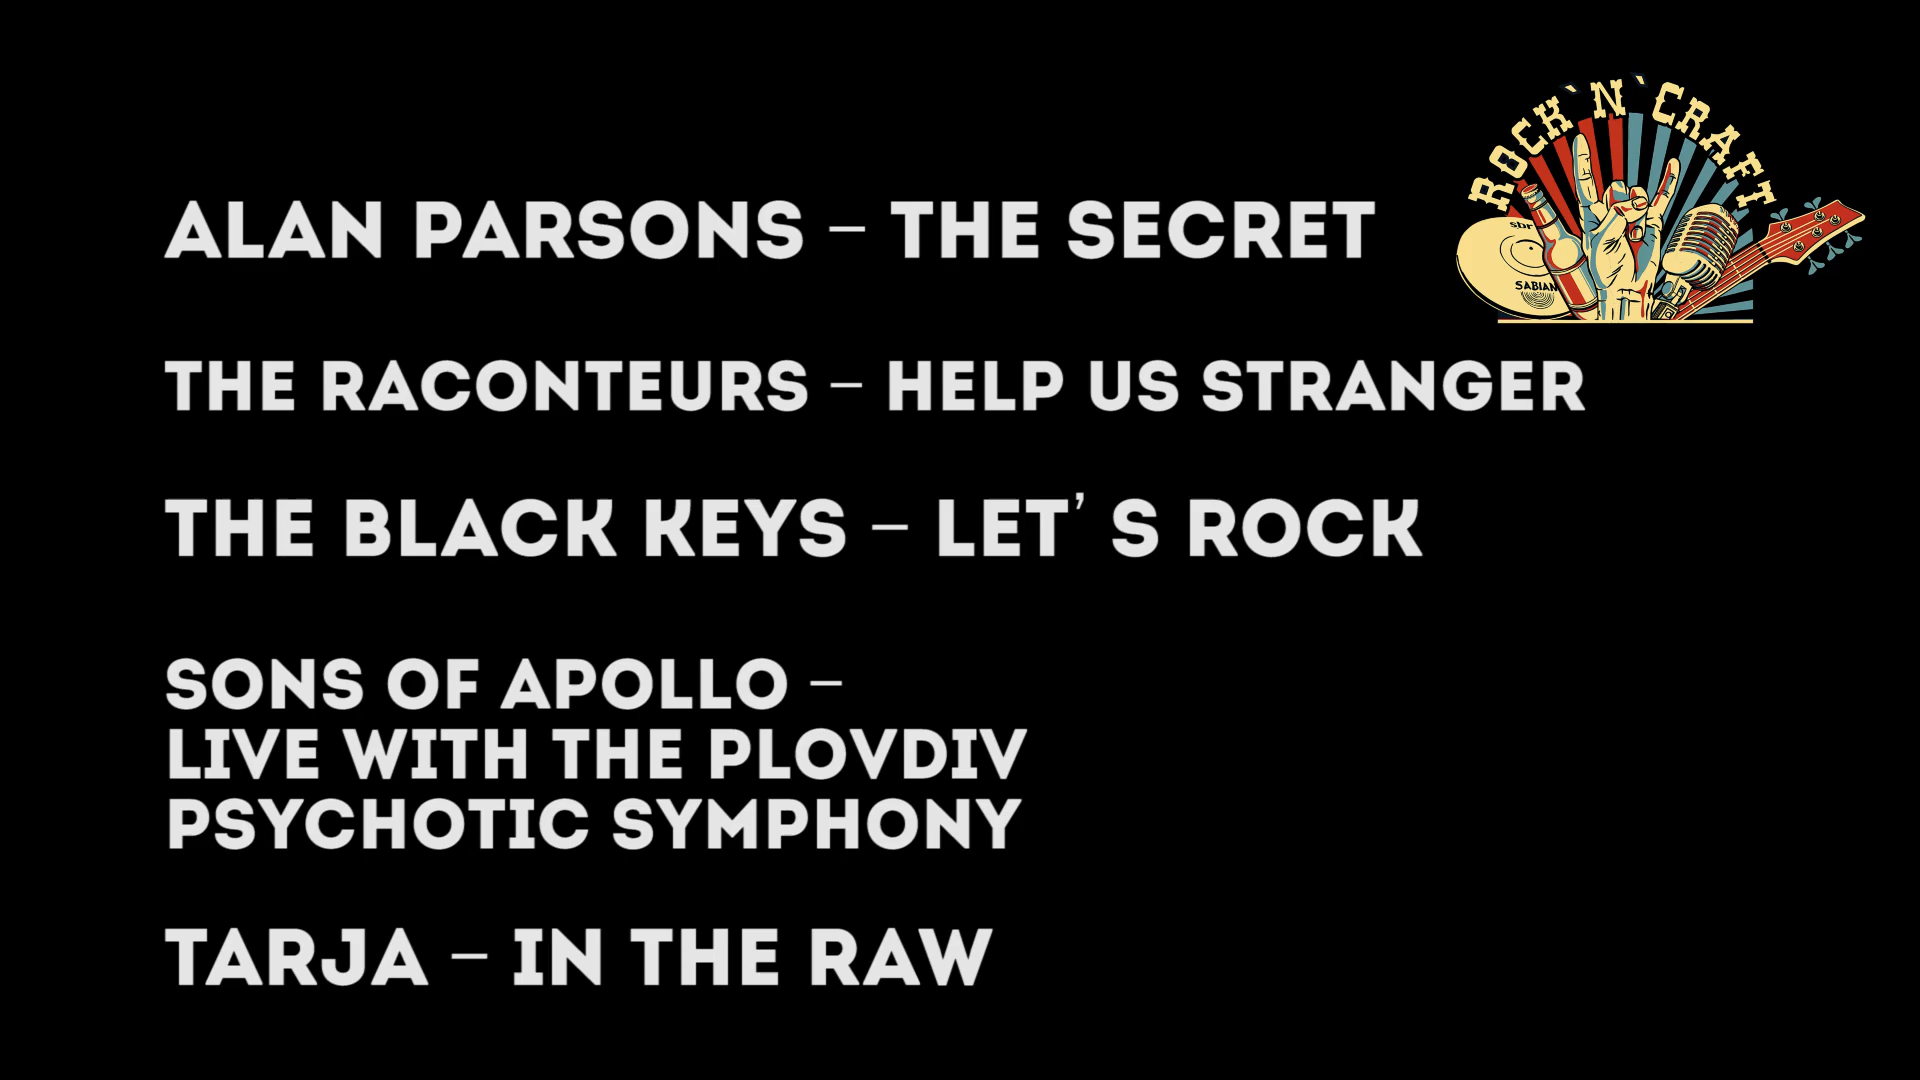 ROCK`N`CRAFT
sbr
SABIAN
ALAN PARSONS – THE SECRET
THE RACONTEURS – HELP US STRANGER
THE BLACK KEYS – LET’ S ROCK
SONS OF APOLLO –
LIVE WITH THE PLOVDIV
PSYCHOTIC SYMPHONY
TARJA – IN THE RAW